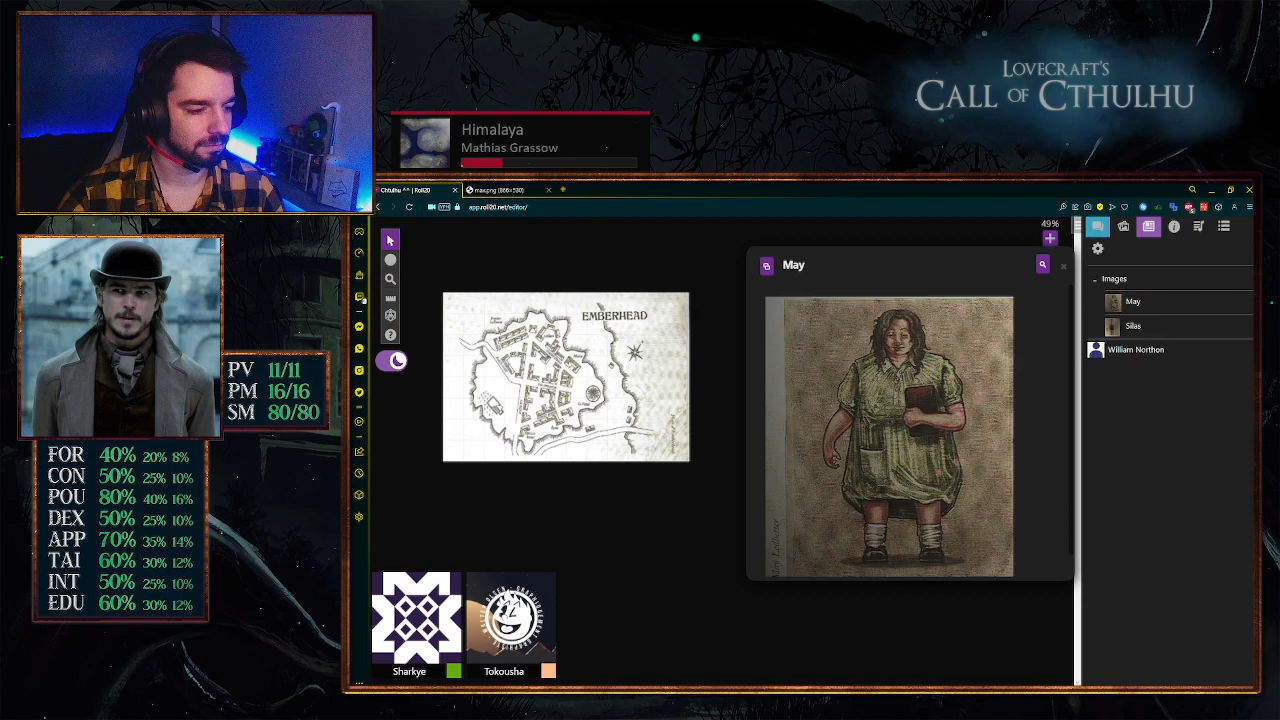 LOVECRAFT'S
CALL OF CTHULHU
Himalaya
Mathias Grassow
Chtulhu ^^ | Roll20
may.png (866×530)
app.roll20.net/editor/
49%
May
EMBERHEAD
Images
May
Silas
William Northon
PV 11/11
PM 16/16
SM 80/80
FOR 40% 20% 8%
CON 50% 25% 10%
POU 80% 40% 16%
DEX 50% 25% 10%
APP 70% 35% 14%
TAI 60% 30% 12%
INT 50% 25% 10%
EDU 60% 30% 12%
Sharkye
Tokousha